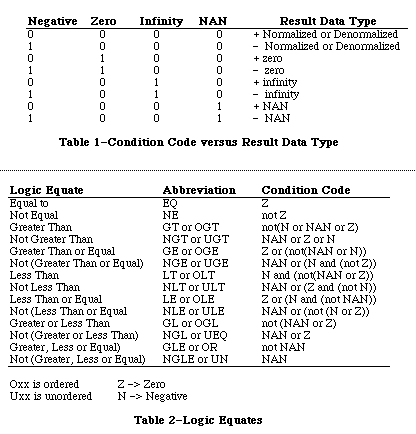 Negative Zero Infinity NAN Result Data Type
0 0 0 0 + Normalized or Denormalized
1 0 0 0 - Normalized or Denormalized
0 1 0 0 + zero
1 1 0 0 - zero
0 0 1 0 + infinity
1 0 1 0 - infinity
0 0 0 1 + NAN
1 0 0 1 - NAN
Table 1–Condition Code versus Result Data Type
Logic Equate Abbreviation Condition Code
Equal to EQ Z
Not Equal NE not Z
Greater Than GT or OGT not(N or NAN or Z)
Not Greater Than NGT or UGT NAN or Z or N
Greater Than or Equal GE or OGE Z or (not(NAN or N))
Not (Greater Than or Equal) NGE or UGE NAN or (N and (not Z))
Less Than LT or OLT N and (not(NAN or Z))
Not Less Than NLT or ULT NAN or (Z and (not N))
Less Than or Equal LE or OLE Z or (N and (not NAN))
Not (Less Than or Equal NLE or ULE NAN or (not (N or Z))
Greater or Less Than GL or OGL not (NAN or Z)
Not (Greater or Less Than) NGL or UEQ NAN or Z
Greater, Less or Equal) GLE or OR not NAN
Not (Greater, Less or Equal) NGLE or UN NAN
Oxx is ordered Z -> Zero
Uxx is unordered N -> Negative
Table 2–Logic Equates